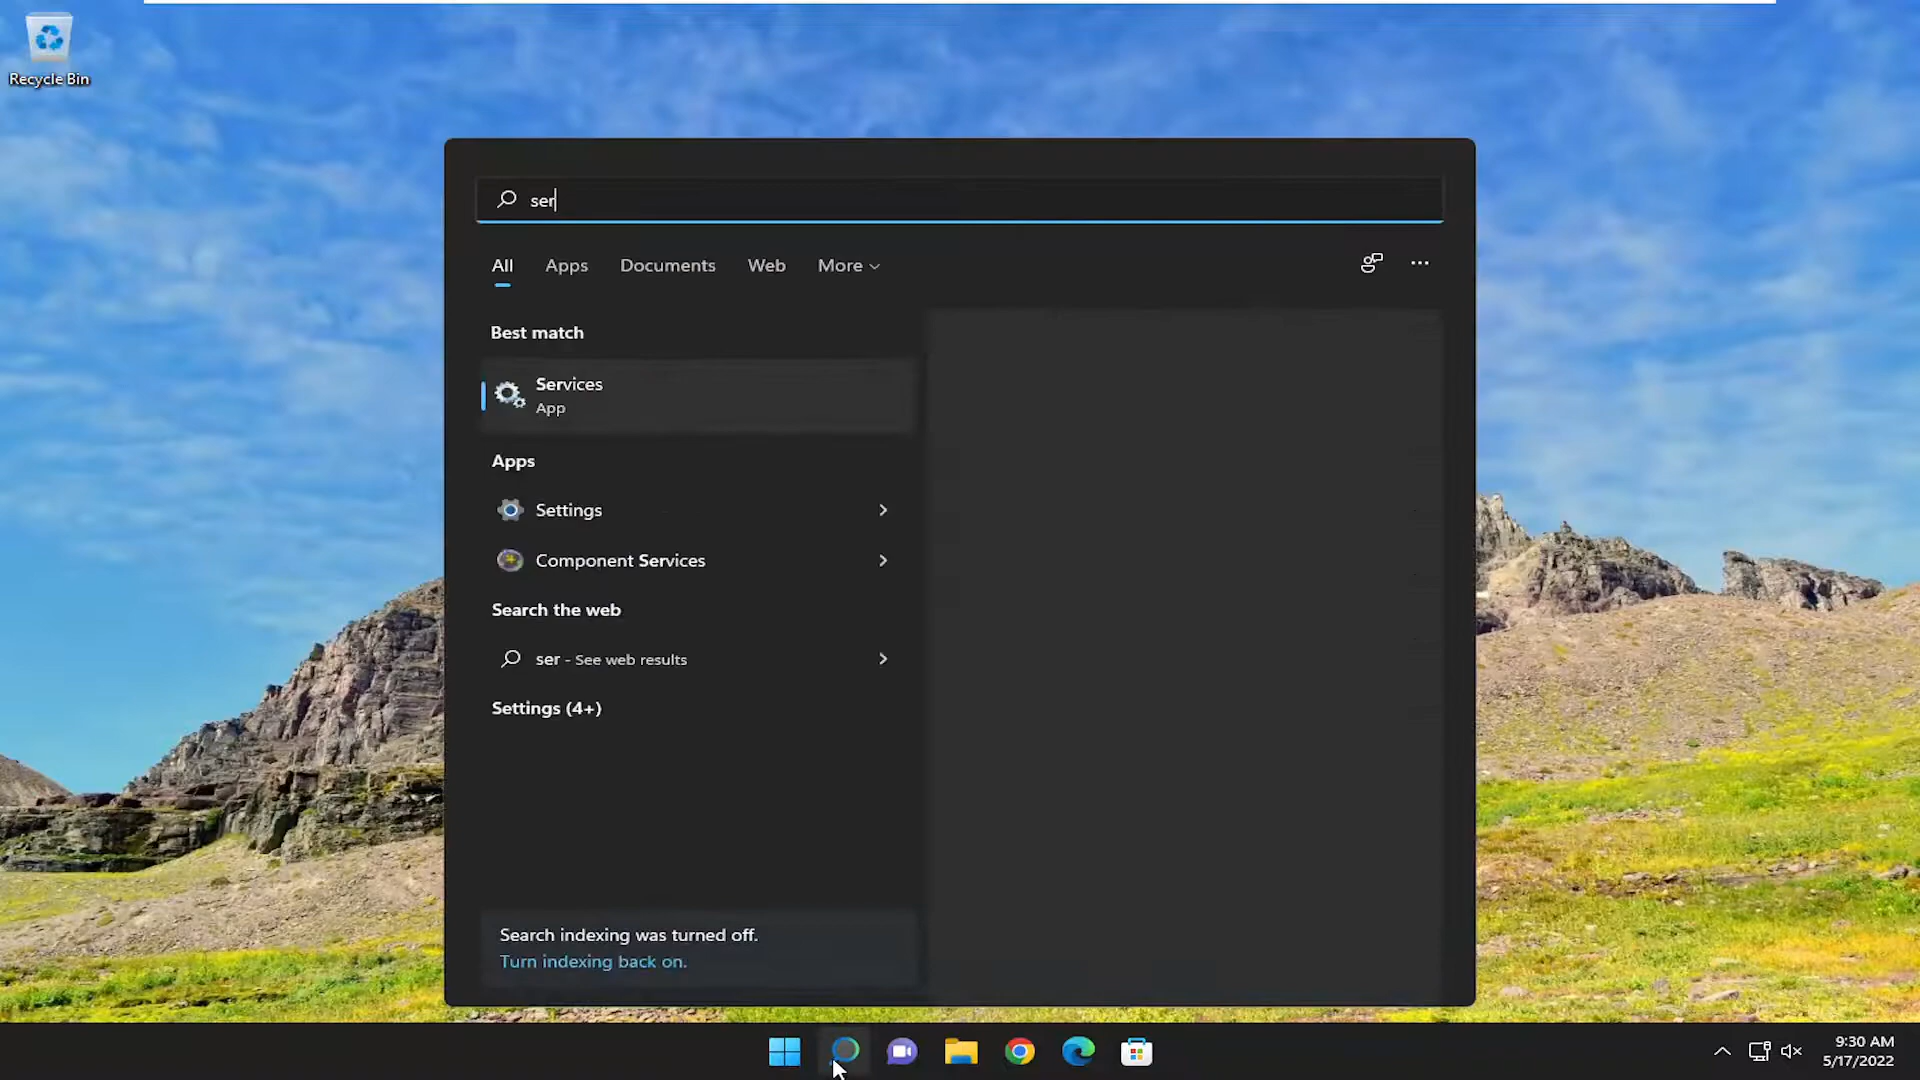 Recycle Bin
ser
All Apps Documents Web More
Best match
Services
App
Apps
Settings
Component Services
Search the web
ser - See web results
Settings (4+)
Search indexing was turned off.
Turn indexing back on.
9:30 AM
5/17/2022